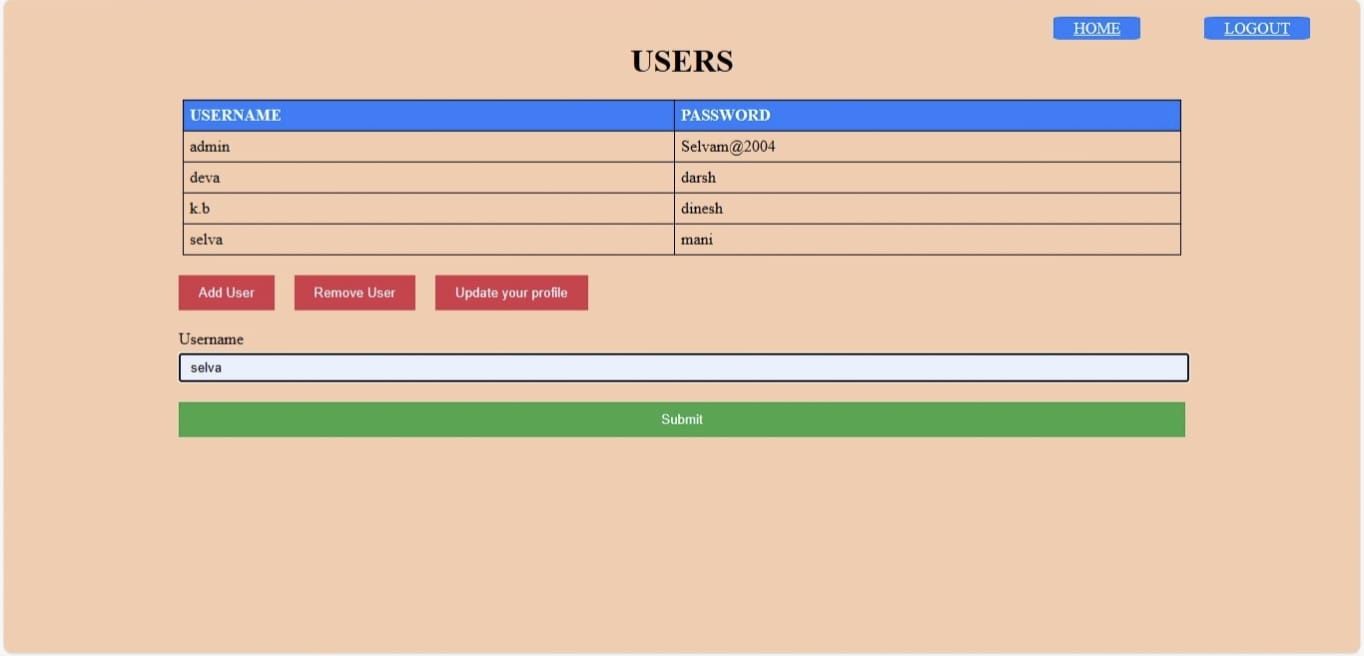 HOME LOGOUT
USERS
USERNAME PASSWORD
admin Selvam@2004
deva darsh
k.b dinesh
selva mani
Add User Remove User Update your profile
Username
selva
Submit